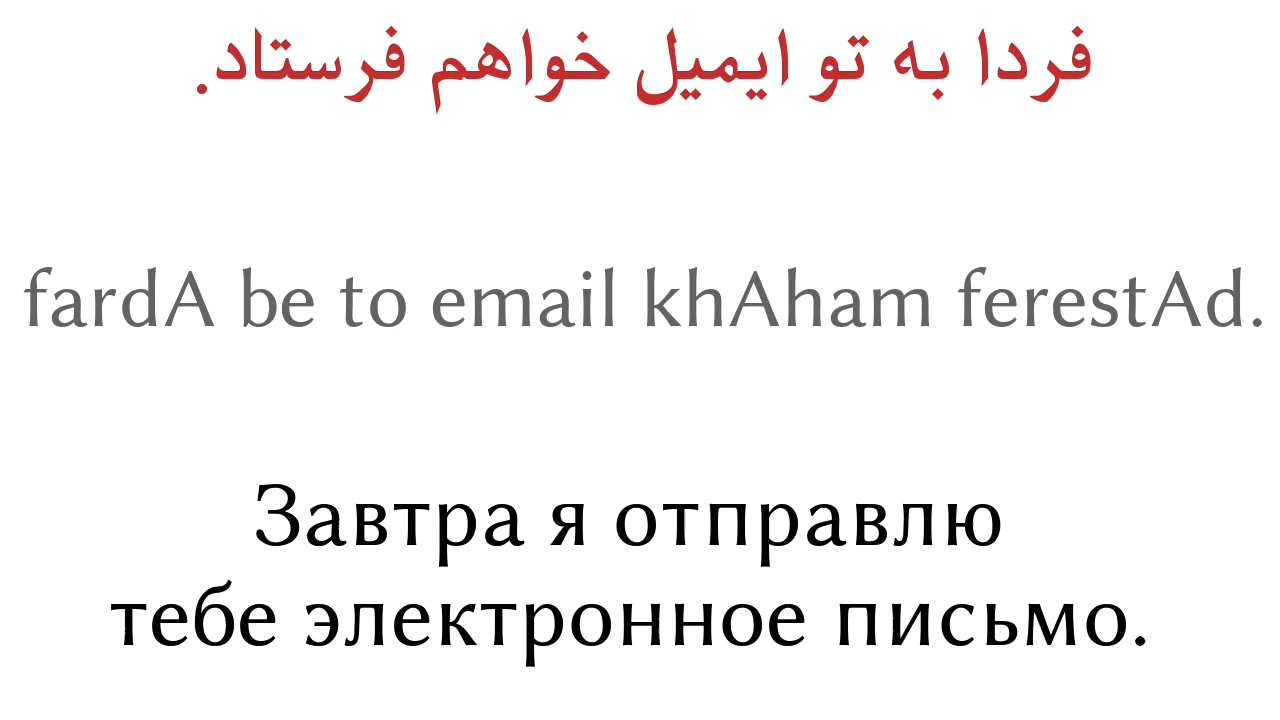 فردا به تو ایمیل خواهم فرستاد.
fardA be to email khAham ferestAd.
Завтра я отправлю
тебе электронное письмо.